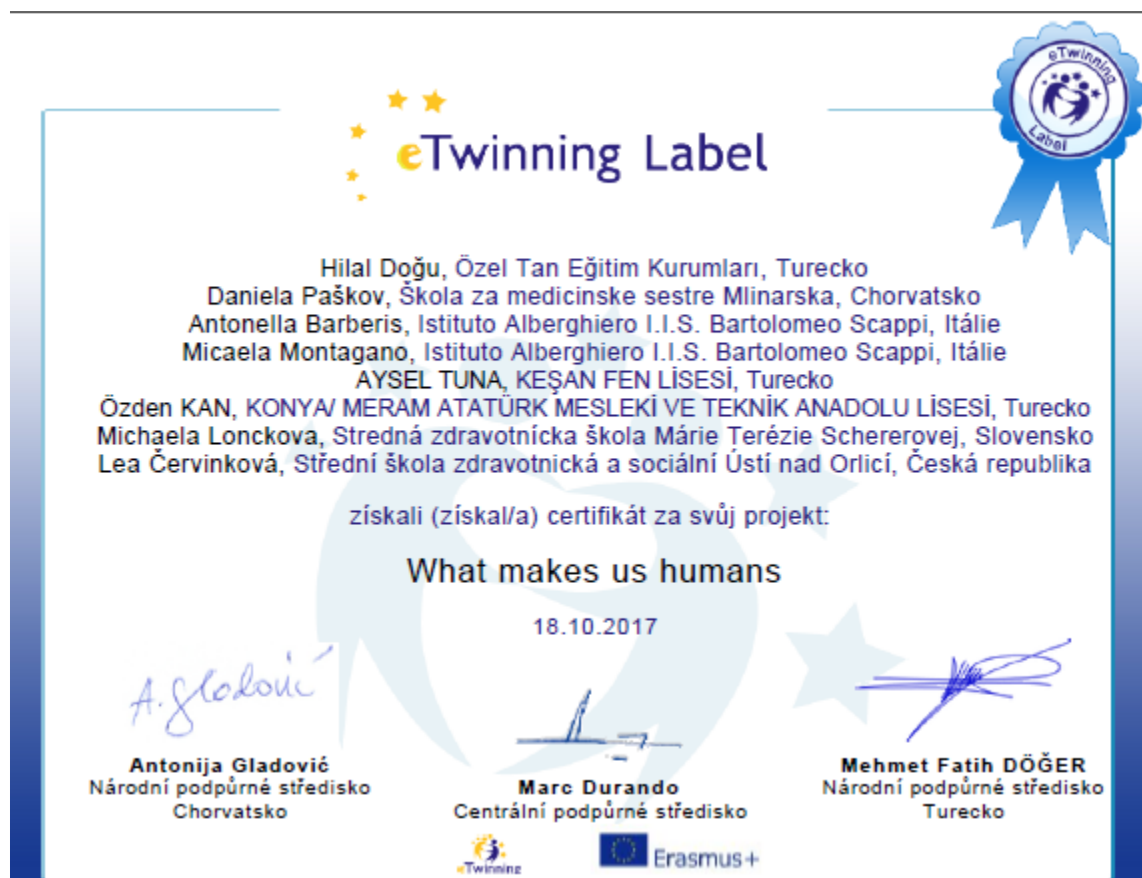 eTwinning
Label
eTwinning Label
Hilal Doğu, Özel Tan Eğitim Kurumları, Turecko
Daniela Paškov, Škola za medicinske sestre Mlinarska, Chorvatsko
Antonella Barberis, Istituto Alberghiero I.I.S. Bartolomeo Scappi, Itálie
Micaela Montagano, Istituto Alberghiero I.I.S. Bartolomeo Scappi, Itálie
AYSEL TUNA, KEŞAN FEN LİSESİ, Turecko
Özden KAN, KONYA/ MERAM ATATÜRK MESLEKİ VE TEKNİK ANADOLU LİSESİ, Turecko
Michaela Lonckova, Stredná zdravotnícka škola Márie Terézie Schererovej, Slovensko
Lea Červinková, Střední škola zdravotnická a sociální Ústí nad Orlicí, Česká republika
získali (získal/a) certifikát za svůj projekt:
What makes us humans
18.10.2017
A. Gladović
Antonija Gladović
Národní podpůrné středisko
Chorvatsko
Marc Durando
Centrální podpůrné středisko
Mehmet Fatih DÖĞER
Národní podpůrné středisko
Turecko
eTwinning
Erasmus+